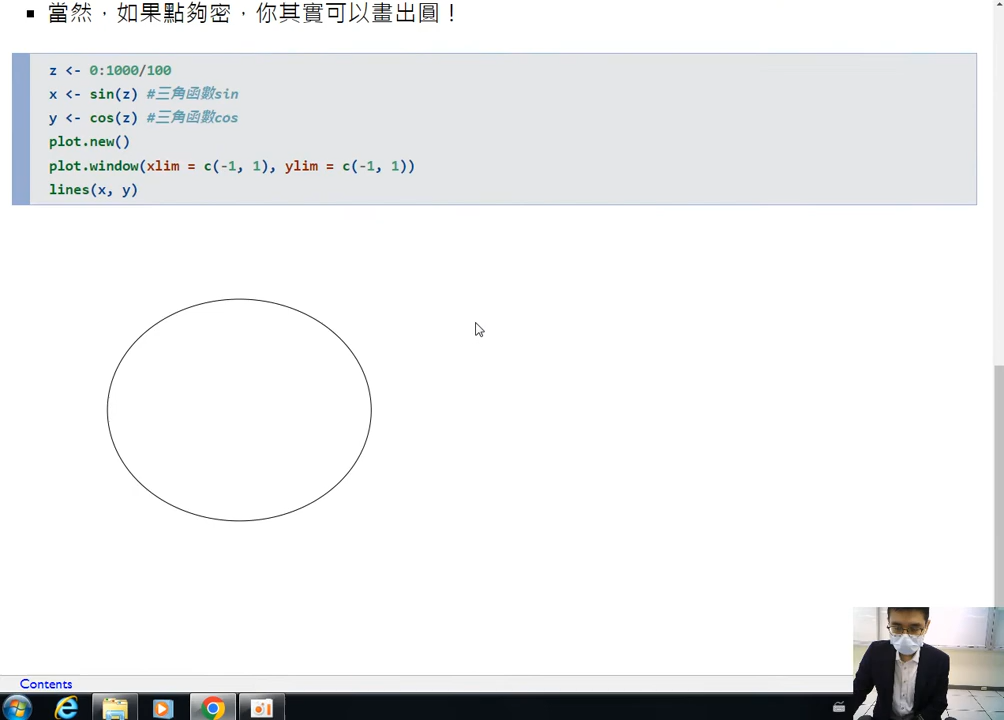 ▪ 當然，如果點夠密，你其實可以畫出圓！
z <- 0:1000/100
x <- sin(z) #三角函數sin
y <- cos(z) #三角函數cos
plot.new()
plot.window(xlim = c(-1, 1), ylim = c(-1, 1))
lines(x, y)
Contents